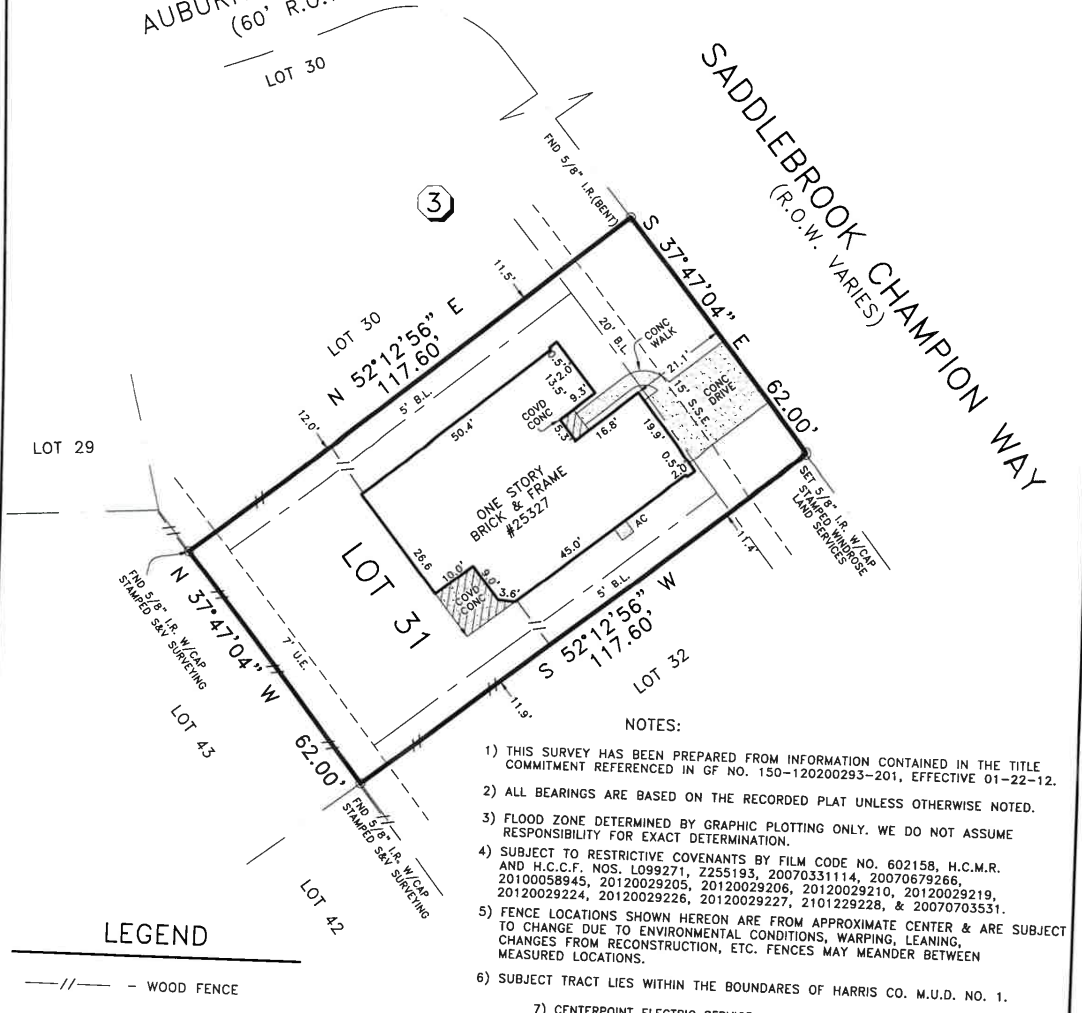 AUBURN
(60' R.O.W
LOT 30
SADDLEBROOK CHAMPION WAY
(R.O.W. VARIES)
FND 5/8" I.R.(BENT)
3
S 37°47'04" E
62.00'
11.5'
LOT 30
N 52°12'56" E
117.60'
5' B.L.
20' B.L.
CONC
WALK
21.1'
CONC
DRIVE
15' S.S.E.
12.0'
0.5'
2.0'
9.3'
COVD
CONC
5.3'
16.8'
19.9'
0.5'
2.0'
50.4'
LOT 29
ONE STORY
BRICK & FRAME
#25327
AC
45.0'
SET 5/8" I.R. W/CAP
STAMPED WINDROSE
LAND SERVICES
11.4'
26.6
10.0'
9.0'
3.6'
COVD
CONC
5' B.L.
LOT 31
S 52°12'56" W
117.60'
LOT 32
11.9'
FND 5/8" I.R. W/CAP
STAMPED S&V SURVEYING
N 37°47'04" W
62.00'
7' U.E.
LOT 43
FND 5/8" I.R. W/CAP
STAMPED S&V SURVEYING
LOT 42
NOTES:
1) THIS SURVEY HAS BEEN PREPARED FROM INFORMATION CONTAINED IN THE TITLE
COMMITMENT REFERENCED IN GF NO. 150-120200293-201, EFFECTIVE 01-22-12.
2) ALL BEARINGS ARE BASED ON THE RECORDED PLAT UNLESS OTHERWISE NOTED.
3) FLOOD ZONE DETERMINED BY GRAPHIC PLOTTING ONLY. WE DO NOT ASSUME
RESPONSIBILITY FOR EXACT DETERMINATION.
4) SUBJECT TO RESTRICTIVE COVENANTS BY FILM CODE NO. 602158, H.C.M.R.
AND H.C.C.F. NOS. L099271, Z255193, 20070331114, 20070679266,
20100058945, 20120029205, 20120029206, 20120029210, 20120029219,
20120029224, 20120029226, 20120029227, 2101229228, & 20070703531.
5) FENCE LOCATIONS SHOWN HEREON ARE FROM APPROXIMATE CENTER & ARE SUBJECT
TO CHANGE DUE TO ENVIRONMENTAL CONDITIONS, WARPING, LEANING,
CHANGES FROM RECONSTRUCTION, ETC. FENCES MAY MEANDER BETWEEN
MEASURED LOCATIONS.
6) SUBJECT TRACT LIES WITHIN THE BOUNDARES OF HARRIS CO. M.U.D. NO. 1.
7) CENTERPOINT ELECTRIC SERVICE
LEGEND
—//— - WOOD FENCE